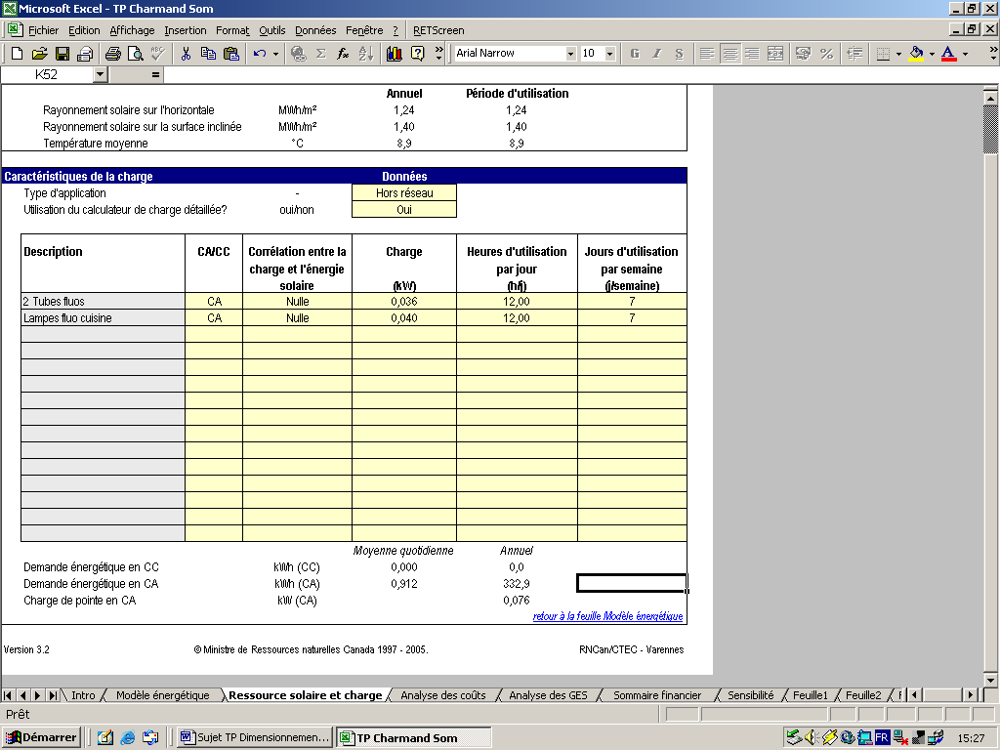 Microsoft Excel - TP Charmand Som
Fichier Edition Affichage Insertion Format Outils Données Fenêtre ? RETScreen
Arial Narrow 10 G I S
K52 =
Annuel Période d'utilisation
Rayonnement solaire sur l'horizontale MWh/m² 1,24 1,24
Rayonnement solaire sur la surface inclinée MWh/m² 1,40 1,40
Température moyenne °C 8,9 8,9
Caractéristiques de la charge Données
Type d'application - Hors réseau
Utilisation du calculateur de charge détaillée? oui/non Oui
Description CA/CC Corrélation entre la Charge Heures d'utilisation Jours d'utilisation
charge et l'énergie par jour par semaine
solaire (kW) (h/j) (j/semaine)
2 Tubes fluos CA Nulle 0,036 12,00 7
Lampes fluo cuisine CA Nulle 0,040 12,00 7
Moyenne quotidienne Annuel
Demande énergétique en CC kWh (CC) 0,000 0,0
Demande énergétique en CA kWh (CA) 0,912 332,9
Charge de pointe en CA kW (CA) 0,076
retour à la feuille Modèle énergétique
Version 3.2 © Ministre de Ressources naturelles Canada 1997 - 2005. RNCan/CTEC - Varennes
Intro Modèle énergétique Ressource solaire et charge Analyse des coûts Analyse des GES Sommaire financier Sensibilité Feuille1 Feuille2 F
Prêt
Démarrer Sujet TP Dimensionnemen... TP Charmand Som FR 15:27